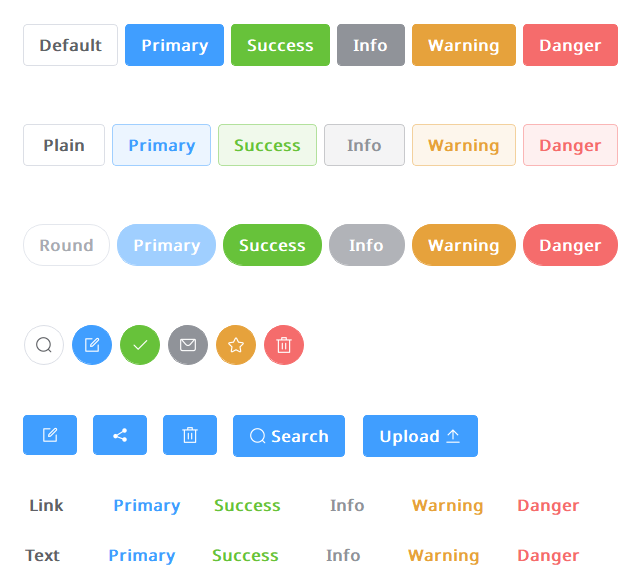 Default Primary Success Info Warning Danger
Plain Primary Success Info Warning Danger
Round Primary Success Info Warning Danger
Search Upload
Link Primary Success Info Warning Danger
Text Primary Success Info Warning Danger